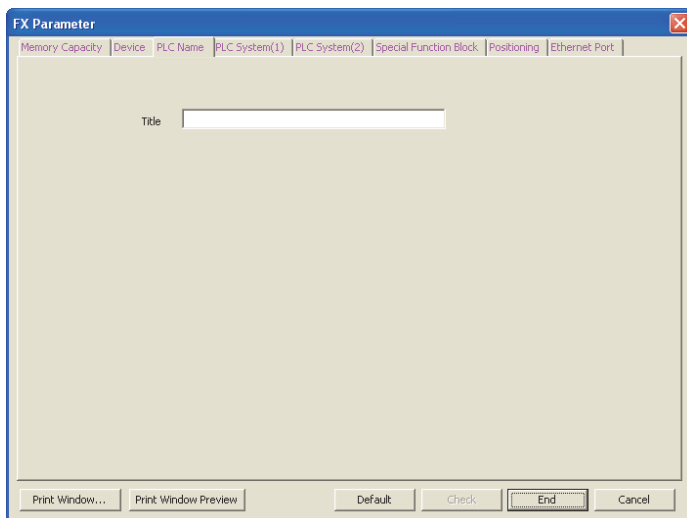 FX Parameter
Memory Capacity Device PLC Name PLC System(1) PLC System(2) Special Function Block Positioning Ethernet Port
Title
Print Window... Print Window Preview Default Check End Cancel